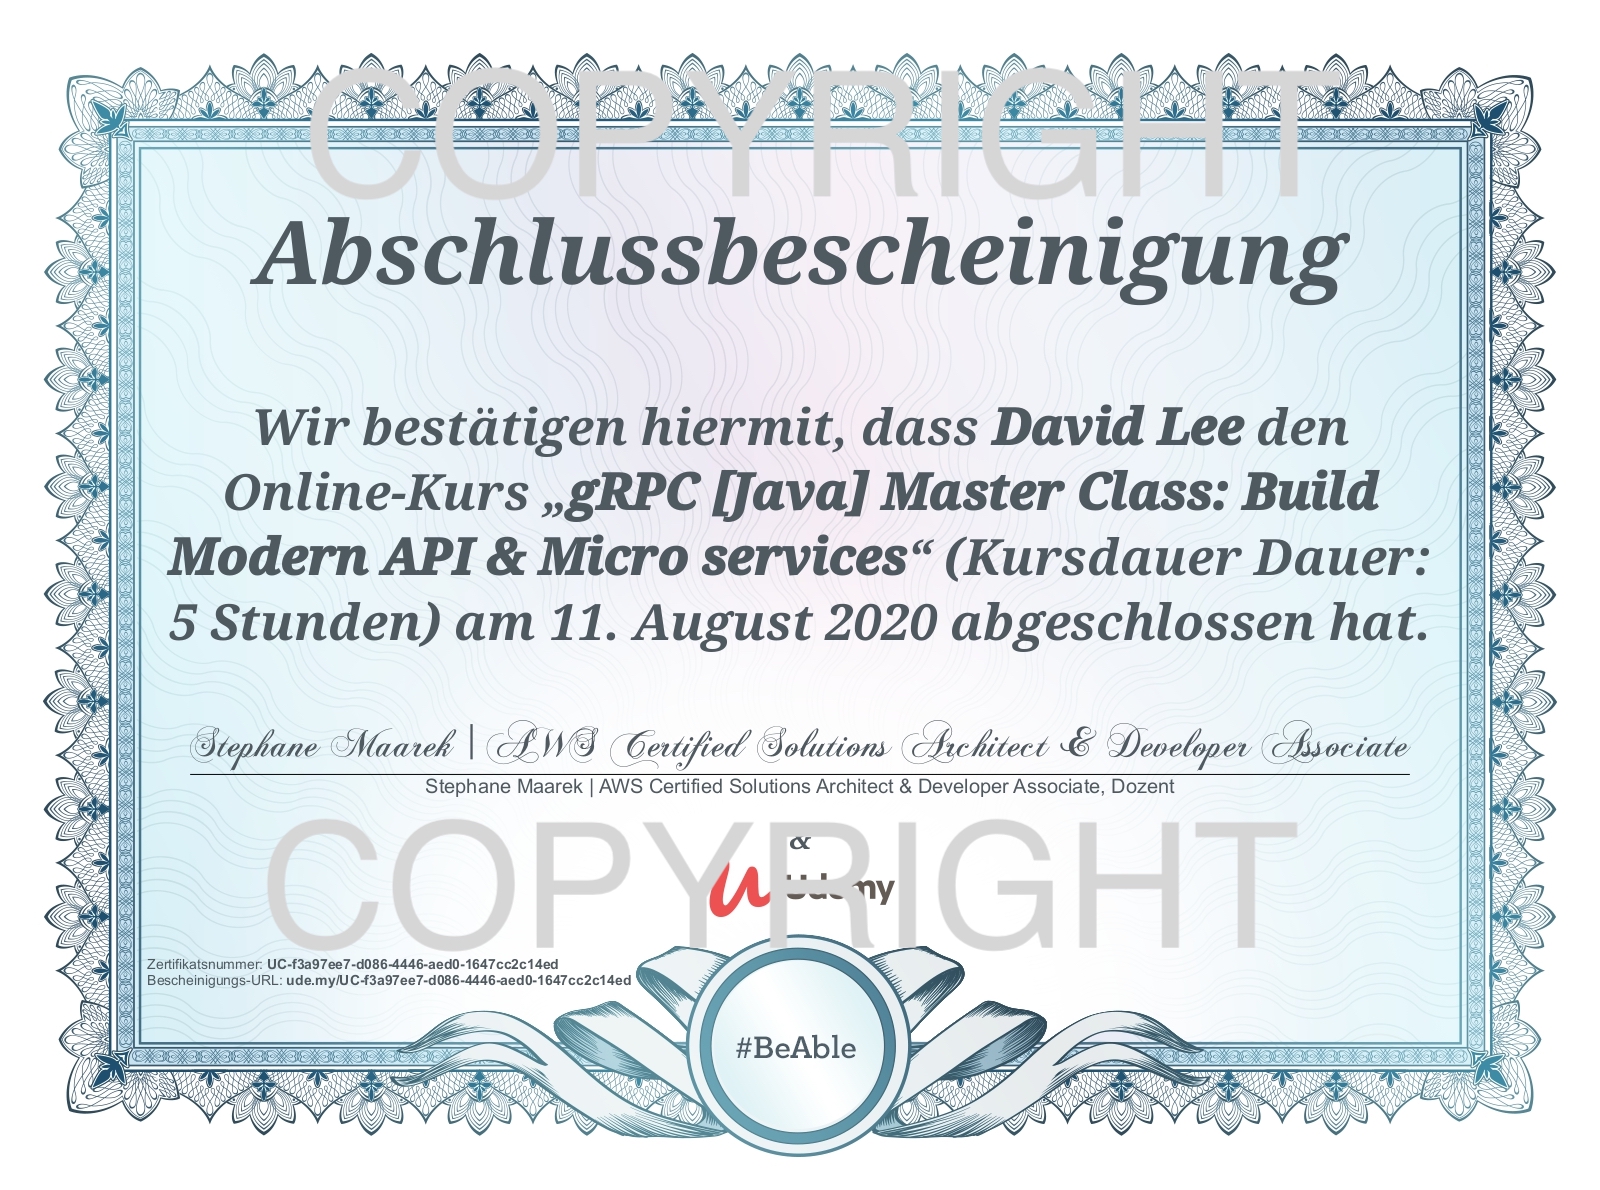 COPYRIGHT
Abschlussbescheinigung
Wir bestätigen hiermit, dass David Lee den
Online-Kurs „gRPC [Java] Master Class: Build
Modern API & Micro services“ (Kursdauer Dauer:
5 Stunden) am 11. August 2020 abgeschlossen hat.
Stephane Maarek | AWS Certified Solutions Architect & Developer Associate
Stephane Maarek | AWS Certified Solutions Architect & Developer Associate, Dozent
&
COPYRIGHT
Udemy
Zertifikatsnummer: UC-f3a97ee7-d086-4446-aed0-1647cc2c14ed
Bescheinigungs-URL: ude.my/UC-f3a97ee7-d086-4446-aed0-1647cc2c14ed
#BeAble